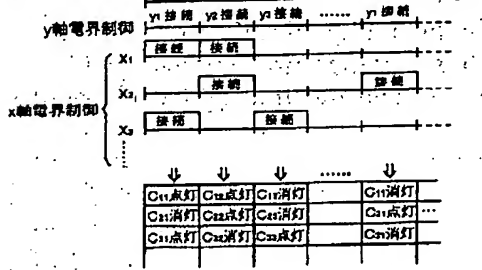 y1接続 y2接続 y3接続 …… y1接続
y軸電界制御
X1 接続 接続
X2 接続 接続
x軸電界制御
X3 接続 接続
⇓ ⇓ ⇓ …… ⇓
C11点灯 C12点灯 C13消灯 C11消灯
C21消灯 C22点灯 C23消灯 C21点灯 …
C31点灯 C32消灯 C33点灯 C31消灯